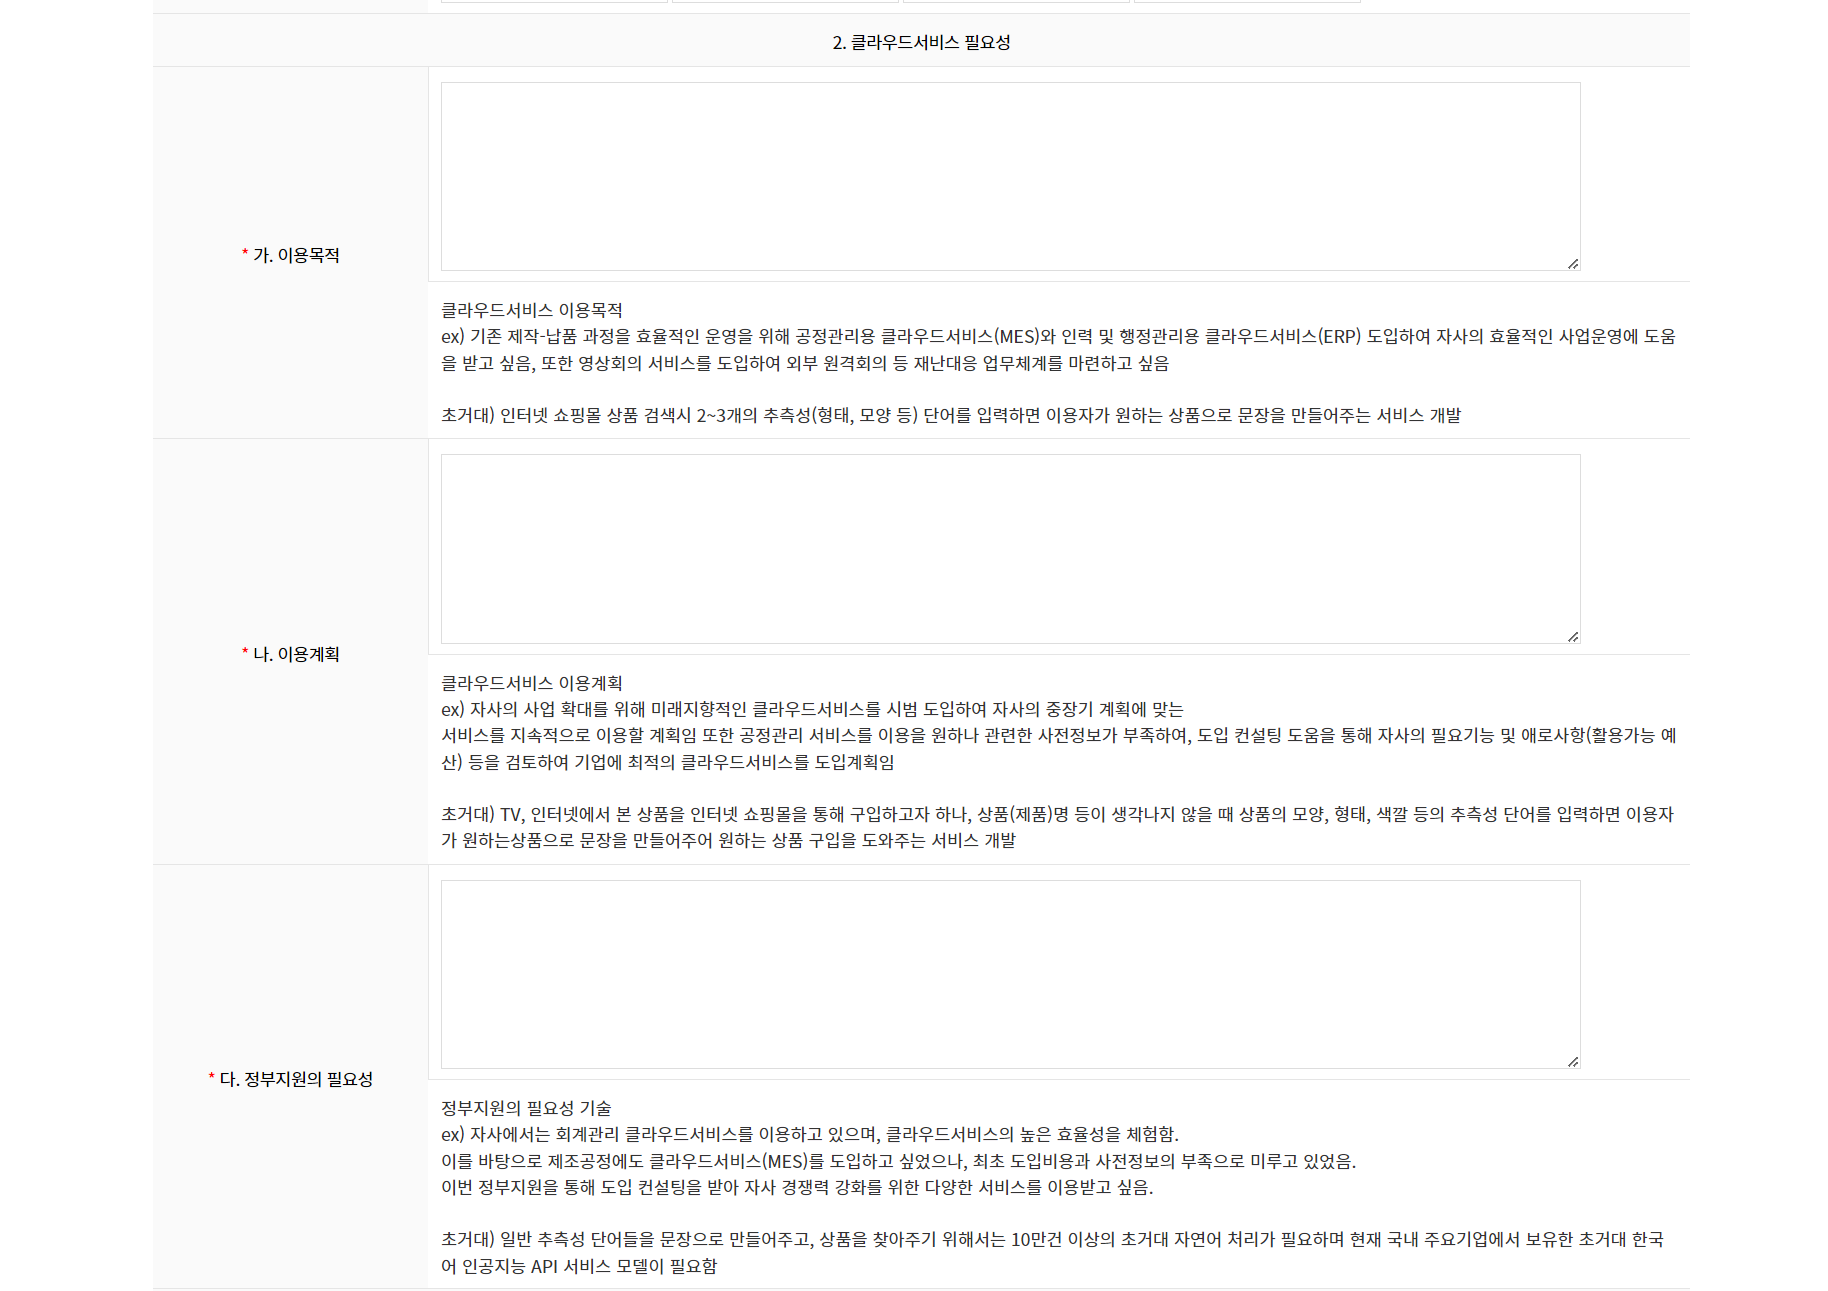 2. 클라우드서비스 필요성
* 가. 이용목적
클라우드서비스 이용목적
ex) 기존 제작-납품 과정을 효율적인 운영을 위해 공정관리용 클라우드서비스(MES)와 인력 및 행정관리용 클라우드서비스(ERP) 도입하여 자사의 효율적인 사업운영에 도움
을 받고 싶음, 또한 영상회의 서비스를 도입하여 외부 원격회의 등 재난대응 업무체계를 마련하고 싶음
초거대) 인터넷 쇼핑몰 상품 검색시 2~3개의 추측성(형태, 모양 등) 단어를 입력하면 이용자가 원하는 상품으로 문장을 만들어주는 서비스 개발
* 나. 이용계획
클라우드서비스 이용계획
ex) 자사의 사업 확대를 위해 미래지향적인 클라우드서비스를 시범 도입하여 자사의 중장기 계획에 맞는
서비스를 지속적으로 이용할 계획임 또한 공정관리 서비스를 이용을 원하나 관련한 사전정보가 부족하여, 도입 컨설팅 도움을 통해 자사의 필요기능 및 애로사항(활용가능 예
산) 등을 검토하여 기업에 최적의 클라우드서비스를 도입계획임
초거대) TV, 인터넷에서 본 상품을 인터넷 쇼핑몰을 통해 구입하고자 하나, 상품(제품)명 등이 생각나지 않을 때 상품의 모양, 형태, 색깔 등의 추측성 단어를 입력하면 이용자
가 원하는상품으로 문장을 만들어주어 원하는 상품 구입을 도와주는 서비스 개발
* 다. 정부지원의 필요성
정부지원의 필요성 기술
ex) 자사에서는 회계관리 클라우드서비스를 이용하고 있으며, 클라우드서비스의 높은 효율성을 체험함.
이를 바탕으로 제조공정에도 클라우드서비스(MES)를 도입하고 싶었으나, 최초 도입비용과 사전정보의 부족으로 미루고 있었음.
이번 정부지원을 통해 도입 컨설팅을 받아 자사 경쟁력 강화를 위한 다양한 서비스를 이용받고 싶음.
초거대) 일반 추측성 단어들을 문장으로 만들어주고, 상품을 찾아주기 위해서는 10만건 이상의 초거대 자연어 처리가 필요하며 현재 국내 주요기업에서 보유한 초거대 한국
어 인공지능 API 서비스 모델이 필요함